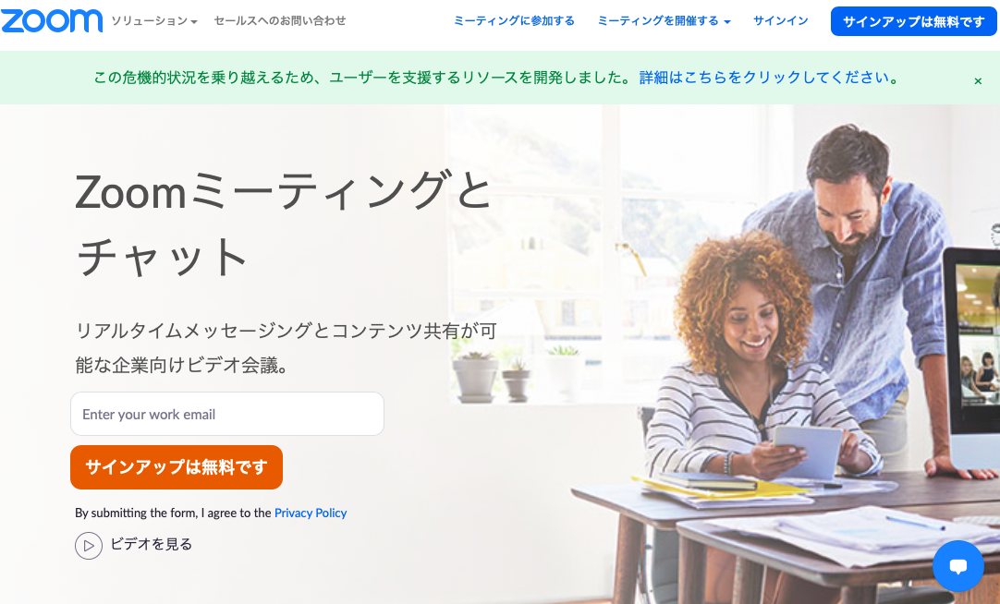 zoom
ソリューション
セールスへのお問い合わせ
ミーティングに参加する
ミーティングを開催する
サインイン
サインアップは無料です
この危機的状況を乗り越えるため、ユーザーを支援するリソースを開発しました。詳細はこちらをクリックしてください。
×
Zoomミーティングと
チャット
リアルタイムメッセージングとコンテンツ共有が可
能な企業向けビデオ会議。
Enter your work email
サインアップは無料です
By submitting the form, I agree to the Privacy Policy
ビデオを見る